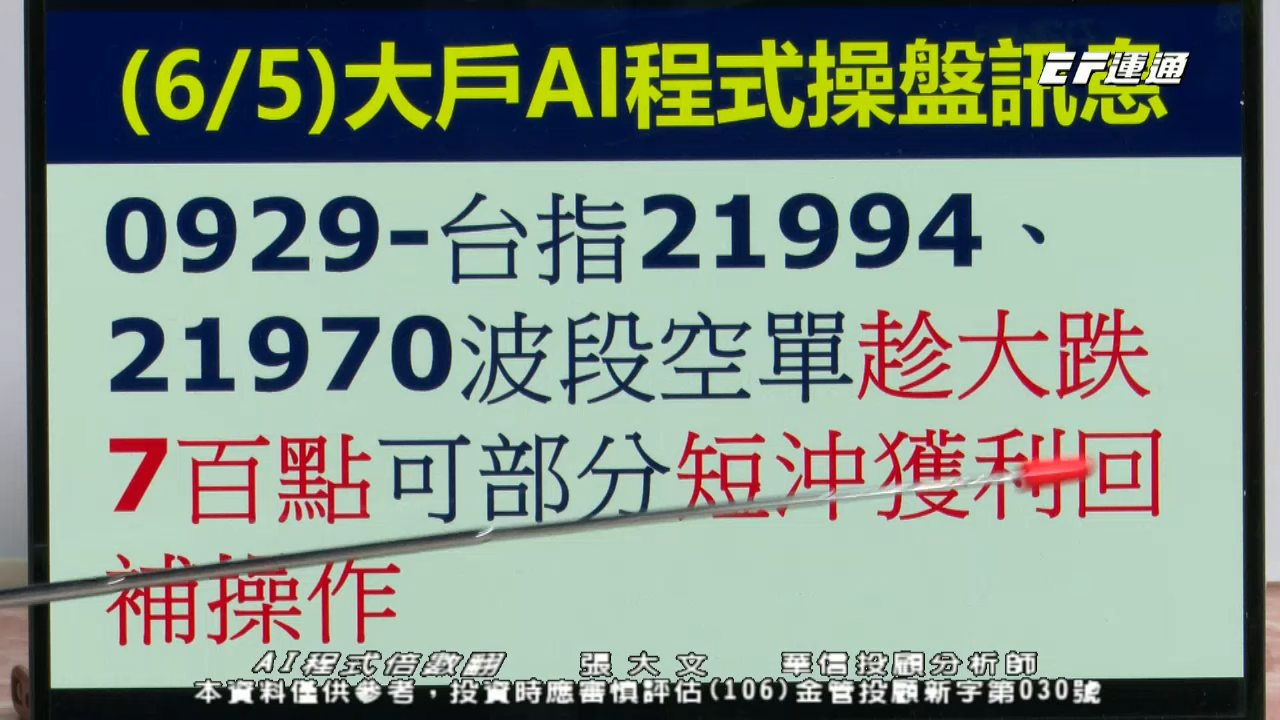 (6/5)大戶AI程式操盤訊息
EF運通
0929-台指21994、
21970波段空單趁大跌
7百點可部分短沖獲利回
補操作
AI程式倍數翻 張大文 華信投顧分析師
本資料僅供參考，投資時應審慎評估(106)金管投顧新字第030號